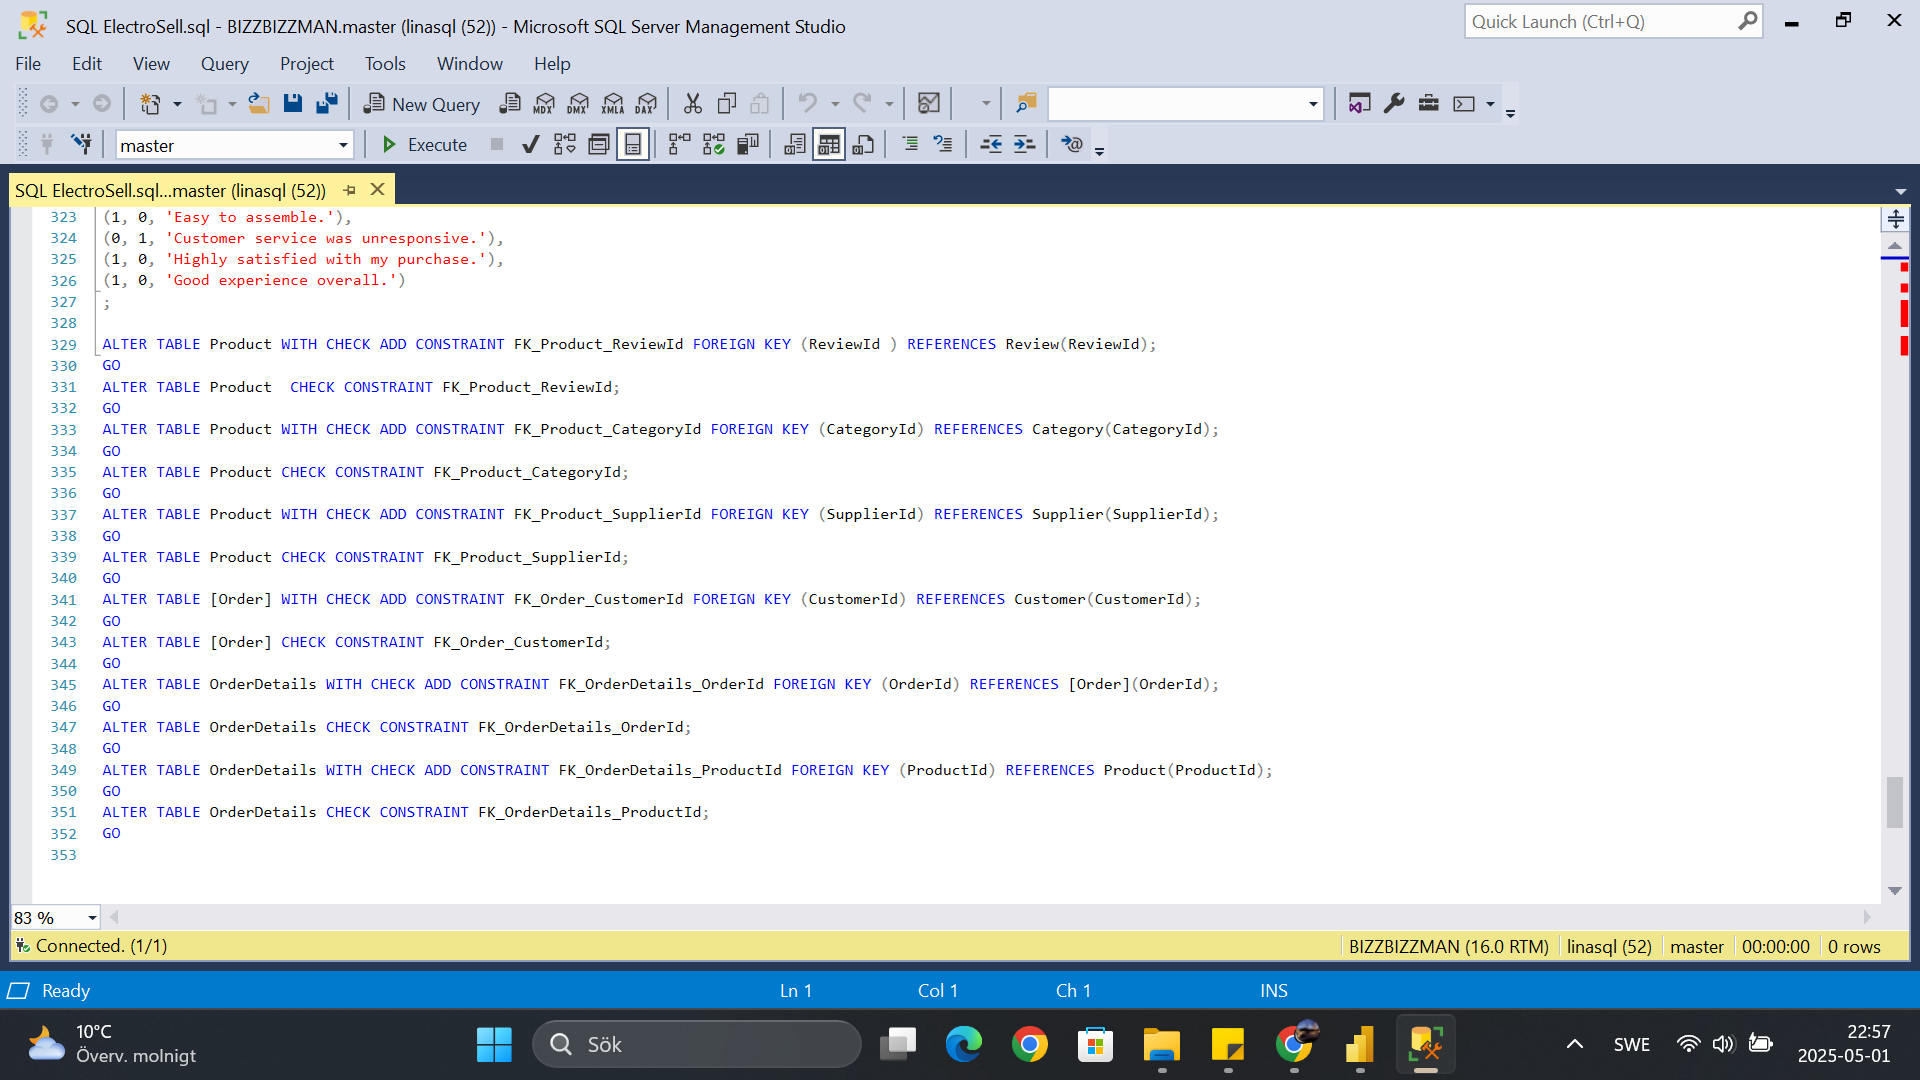 SQL ElectroSell.sql - BIZZBIZZMAN.master (linasql (52)) - Microsoft SQL Server Management Studio
Quick Launch (Ctrl+Q)
File Edit View Query Project Tools Window Help
New Query MDX DMX XMLA DAX
master Execute
SQL ElectroSell.sql...master (linasql (52))
323 (1, 0, 'Easy to assemble.'),
324 (0, 1, 'Customer service was unresponsive.'),
325 (1, 0, 'Highly satisfied with my purchase.'),
326 (1, 0, 'Good experience overall.')
327 ;
328
329 ALTER TABLE Product WITH CHECK ADD CONSTRAINT FK_Product_ReviewId FOREIGN KEY (ReviewId ) REFERENCES Review(ReviewId);
330 GO
331 ALTER TABLE Product  CHECK CONSTRAINT FK_Product_ReviewId;
332 GO
333 ALTER TABLE Product WITH CHECK ADD CONSTRAINT FK_Product_CategoryId FOREIGN KEY (CategoryId) REFERENCES Category(CategoryId);
334 GO
335 ALTER TABLE Product CHECK CONSTRAINT FK_Product_CategoryId;
336 GO
337 ALTER TABLE Product WITH CHECK ADD CONSTRAINT FK_Product_SupplierId FOREIGN KEY (SupplierId) REFERENCES Supplier(SupplierId);
338 GO
339 ALTER TABLE Product CHECK CONSTRAINT FK_Product_SupplierId;
340 GO
341 ALTER TABLE [Order] WITH CHECK ADD CONSTRAINT FK_Order_CustomerId FOREIGN KEY (CustomerId) REFERENCES Customer(CustomerId);
342 GO
343 ALTER TABLE [Order] CHECK CONSTRAINT FK_Order_CustomerId;
344 GO
345 ALTER TABLE OrderDetails WITH CHECK ADD CONSTRAINT FK_OrderDetails_OrderId FOREIGN KEY (OrderId) REFERENCES [Order](OrderId);
346 GO
347 ALTER TABLE OrderDetails CHECK CONSTRAINT FK_OrderDetails_OrderId;
348 GO
349 ALTER TABLE OrderDetails WITH CHECK ADD CONSTRAINT FK_OrderDetails_ProductId FOREIGN KEY (ProductId) REFERENCES Product(ProductId);
350 GO
351 ALTER TABLE OrderDetails CHECK CONSTRAINT FK_OrderDetails_ProductId;
352 GO
353
83 %
Connected. (1/1) BIZZBIZZMAN (16.0 RTM) linasql (52) master 00:00:00 0 rows
Ready Ln 1 Col 1 Ch 1 INS
10°C
Överv. molnigt
Sök
SWE
22:57
2025-05-01